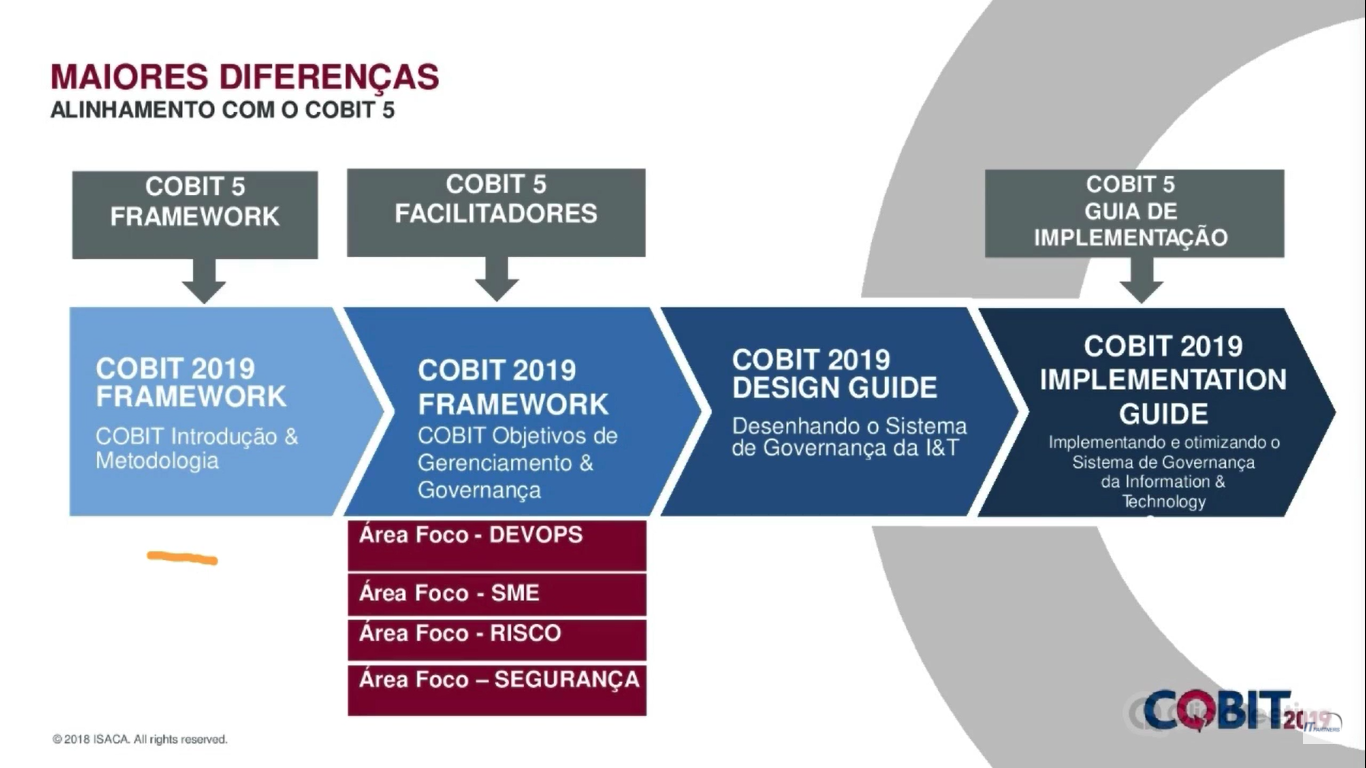 MAIORES DIFERENÇAS
ALINHAMENTO COM O COBIT 5
COBIT 5
FRAMEWORK
COBIT 5
FACILITADORES
COBIT 5
GUIA DE
IMPLEMENTAÇÃO
COBIT 2019
FRAMEWORK
COBIT Introdução &
Metodologia
COBIT 2019
FRAMEWORK
COBIT Objetivos de
Gerenciamento &
Governança
COBIT 2019
DESIGN GUIDE
Desenhando o Sistema
de Governança da I&T
COBIT 2019
IMPLEMENTATION
GUIDE
Implementando e otimizando o
Sistema de Governança
da Information &
Technology
Área Foco - DEVOPS
Área Foco - SME
Área Foco - RISCO
Área Foco – SEGURANÇA
© 2018 ISACA. All rights reserved.
COBIT 2019